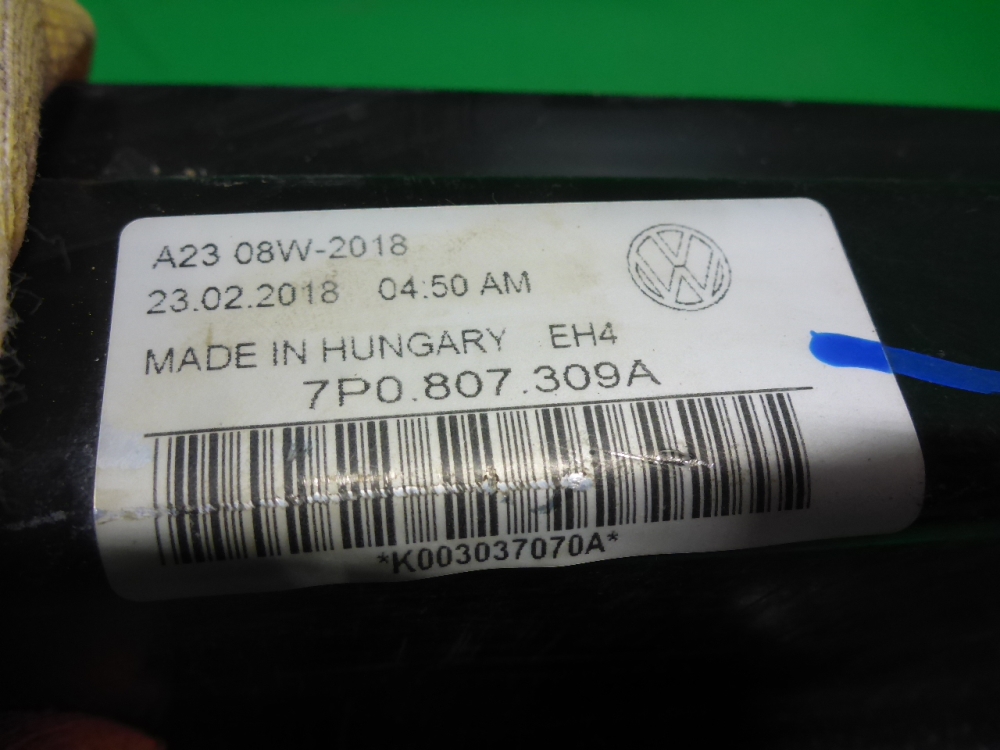 A23 08W-2018
23.02.2018 04:50 AM
MADE IN HUNGARY EH4
7P0.807.309A
*K003037070A*